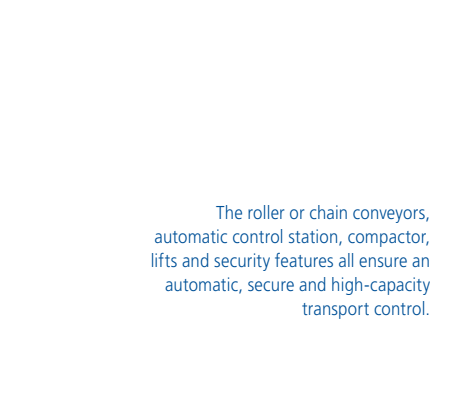 The roller or chain conveyors,
automatic control station, compactor,
lifts and security features all ensure an
automatic, secure and high-capacity
transport control.